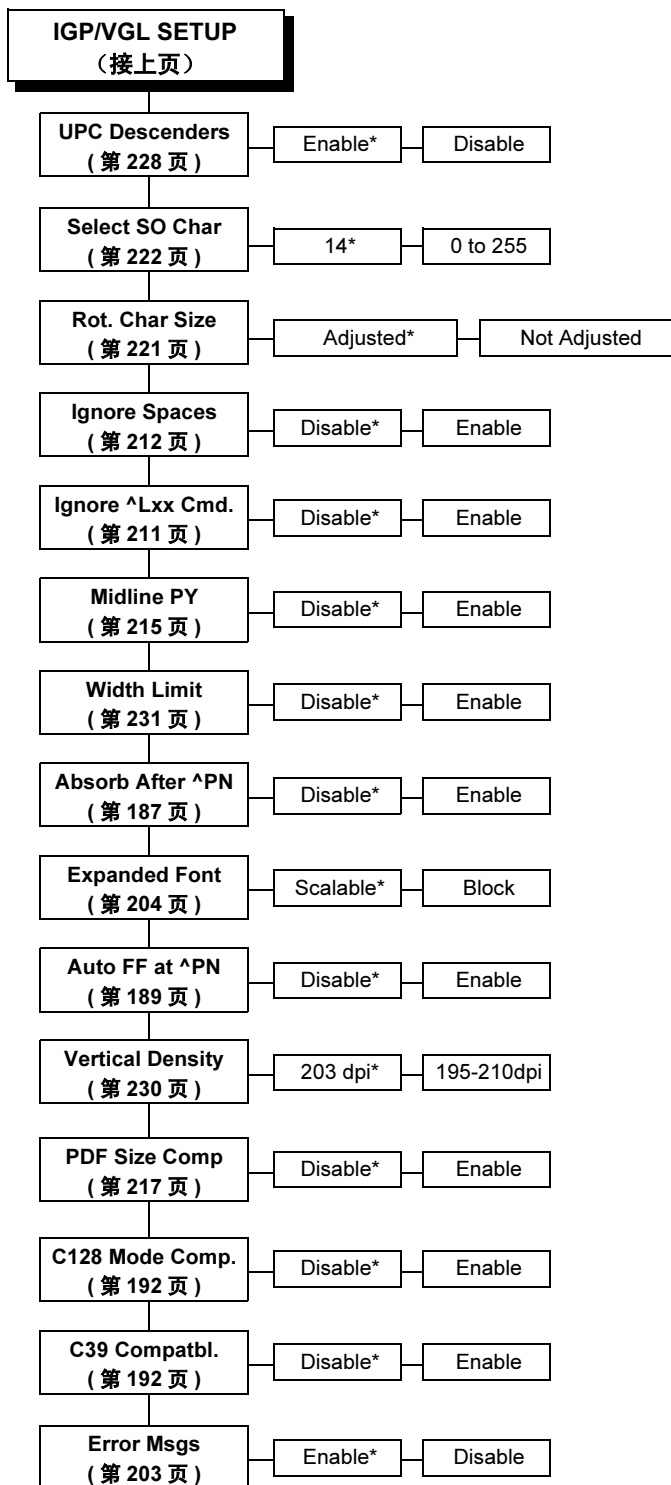 IGP/VGL SETUP
（接上页）
UPC Descenders
( 第 228 页 )
Enable*
Disable
Select SO Char
( 第 222 页 )
14*
0 to 255
Rot. Char Size
( 第 221 页 )
Adjusted*
Not Adjusted
Ignore Spaces
( 第 212 页 )
Disable*
Enable
Ignore ^Lxx Cmd.
( 第 211 页 )
Disable*
Enable
Midline PY
( 第 215 页 )
Disable*
Enable
Width Limit
( 第 231 页 )
Disable*
Enable
Absorb After ^PN
( 第 187 页 )
Disable*
Enable
Expanded Font
( 第 204 页 )
Scalable*
Block
Auto FF at ^PN
( 第 189 页 )
Disable*
Enable
Vertical Density
( 第 230 页 )
203 dpi*
195-210dpi
PDF Size Comp
( 第 217 页 )
Disable*
Enable
C128 Mode Comp.
( 第 192 页 )
Disable*
Enable
C39 Compatbl.
( 第 192 页 )
Disable*
Enable
Error Msgs
( 第 203 页 )
Enable*
Disable